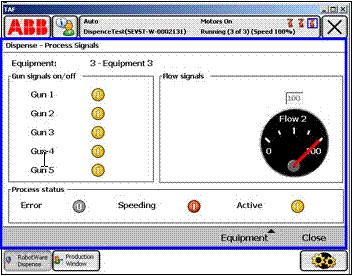 TAF
ABB
Auto
DispenceTest(SEVST-W-0002131)
Motors On
Running (3 of 3) (Speed 100%)
Dispense - Process Signals
Equipment: 3 - Equipment 3
Gun signals on/off
Gun 1
Gun 2
Gun 3
Gun 4
Gun 5
Flow signals
100
Flow 2
0
100
Process status
Error
Speeding
Active
Equipment
Close
RobotWare
Dispense
Production
Window